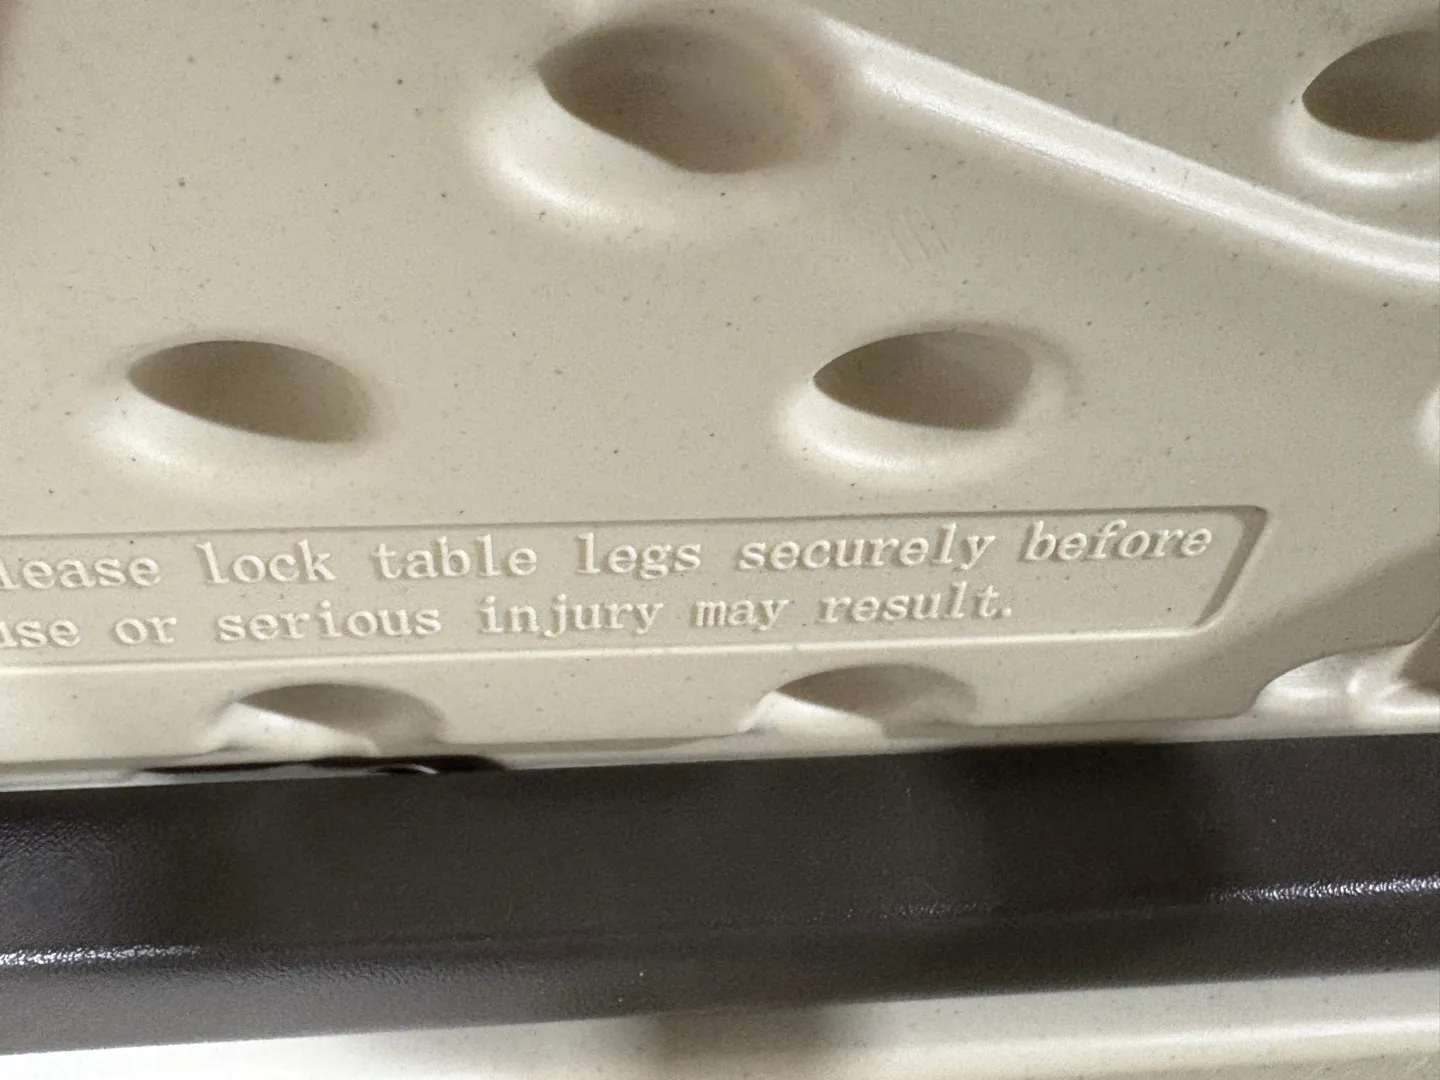 lease lock table legs securely before
use or serious injury may result.